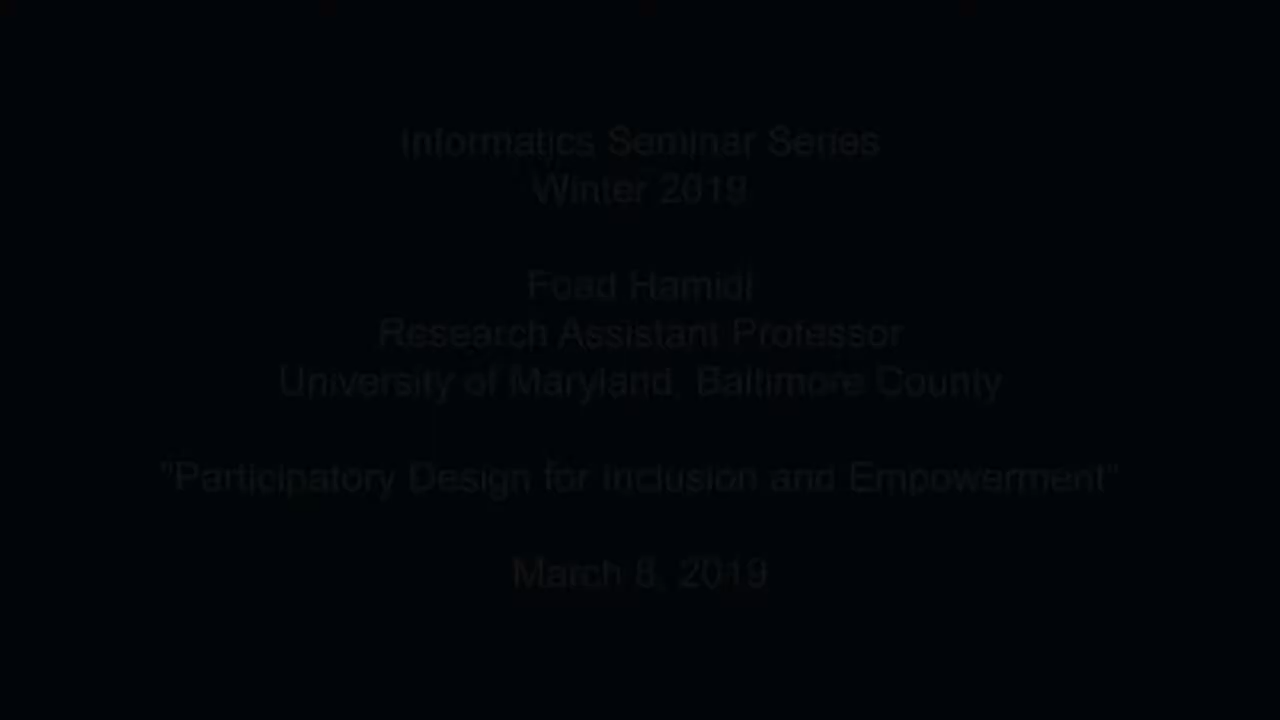 Informatics Seminar Series
Winter 2019
Foad Hamidi
Research Assistant Professor
University of Maryland, Baltimore County
"Participatory Design for Inclusion and Empowerment"
March 8, 2019